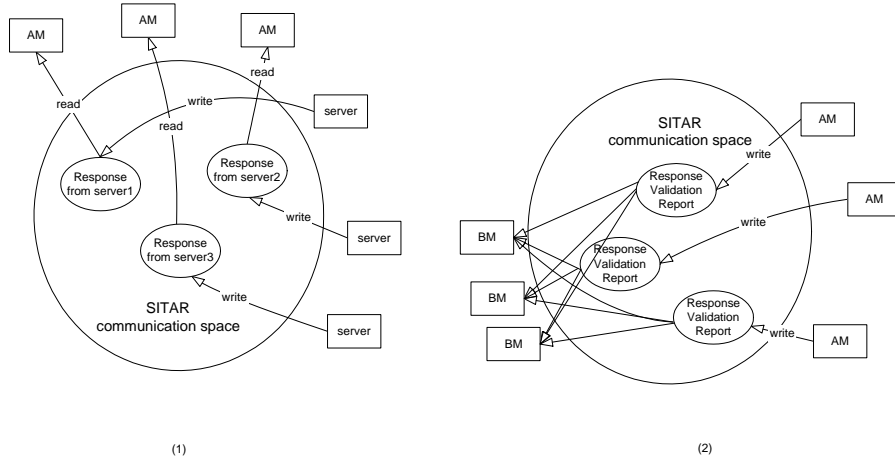 AM
AM
AM
read
read
read
write
server
Response
from server1
Response
from server2
write
server
Response
from server3
write
SITAR
communication space
server
(1)
SITAR
communication space
AM
write
Response
Validation
Report
write
AM
BM
Response
Validation
Report
BM
Response
Validation
Report
write
AM
BM
(2)